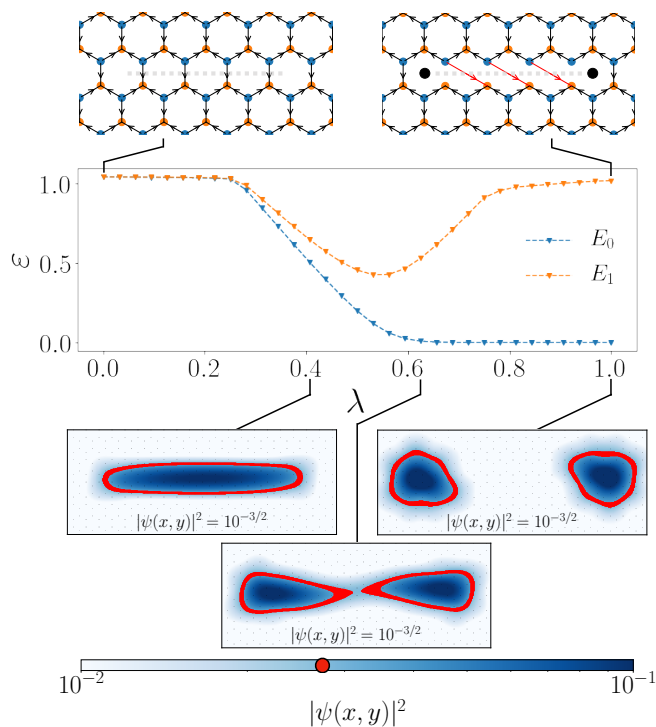 1.0
0.5
0.0
ε
E₀
E₁
0.0 0.2 0.4 0.6 0.8 1.0
λ
|ψ(x, y)|² = 10⁻³/² |ψ(x, y)|² = 10⁻³/²
|ψ(x, y)|² = 10⁻³/²
10⁻² 10⁻¹
|ψ(x, y)|²